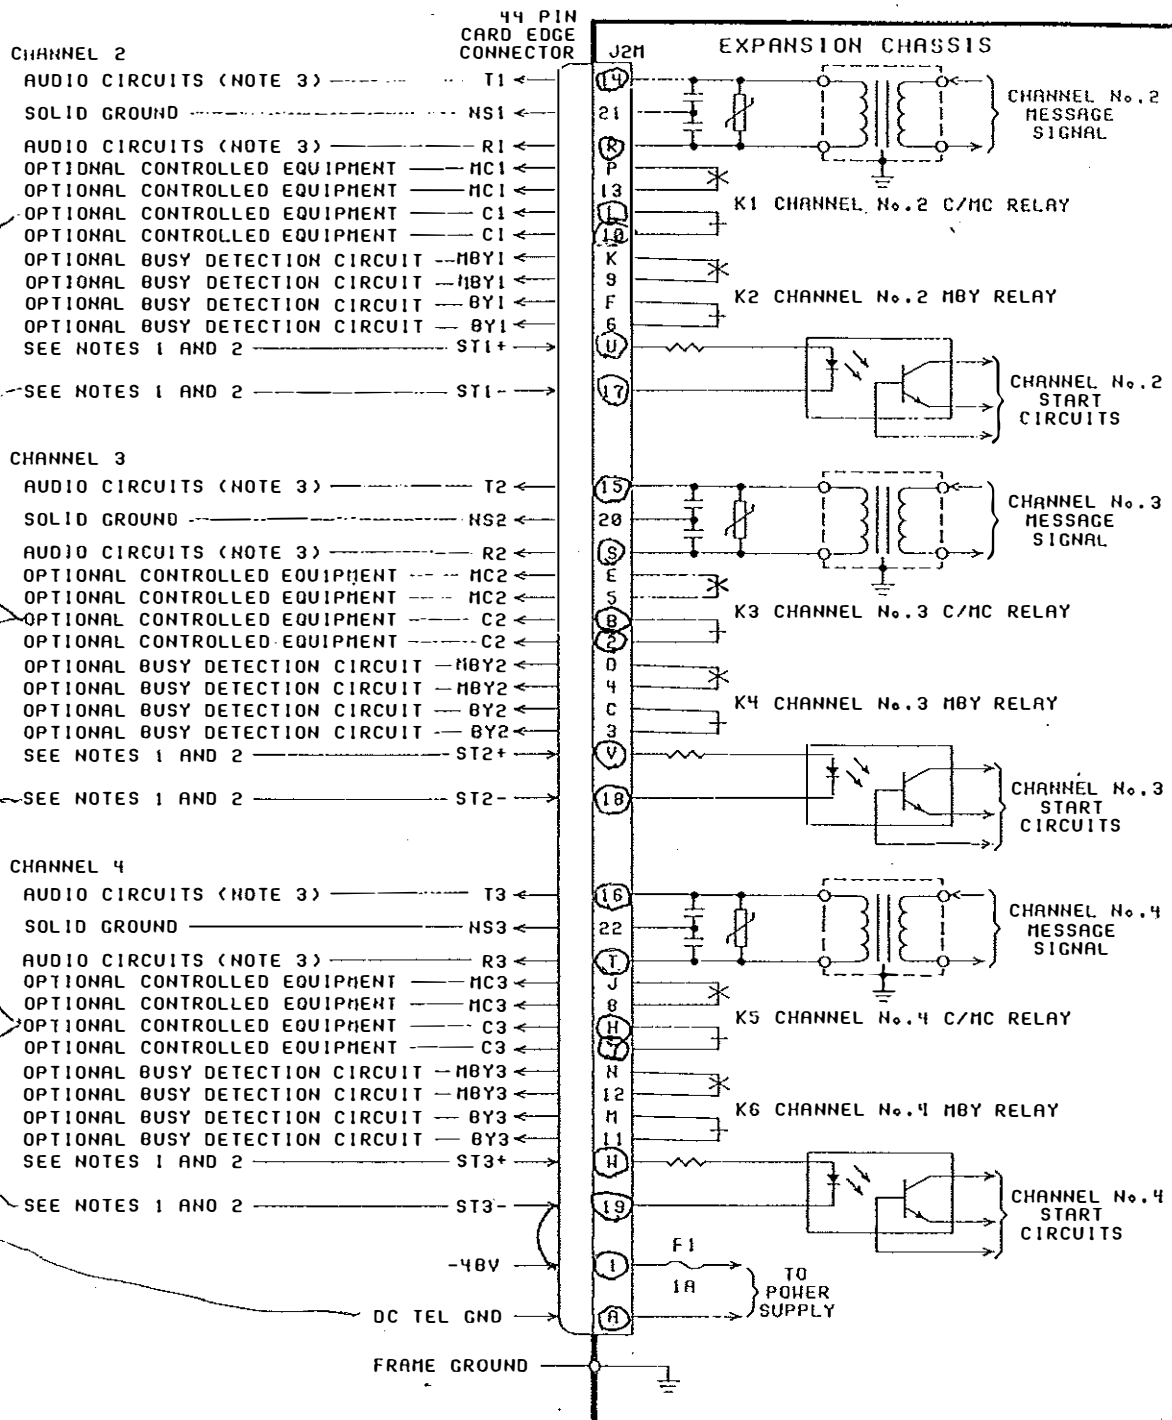 44 PIN
CARD EDGE
CONNECTOR
J2M
EXPANSION CHASSIS
CHANNEL 2
AUDIO CIRCUITS (NOTE 3) T1 14
SOLID GROUND NS1 21
AUDIO CIRCUITS (NOTE 3) R1 R
OPTIONAL CONTROLLED EQUIPMENT MC1 P
OPTIONAL CONTROLLED EQUIPMENT MC1 13
OPTIONAL CONTROLLED EQUIPMENT C1 L
OPTIONAL CONTROLLED EQUIPMENT C1 10
OPTIONAL BUSY DETECTION CIRCUIT MBY1 K
OPTIONAL BUSY DETECTION CIRCUIT MBY1 9
OPTIONAL BUSY DETECTION CIRCUIT BY1 F
OPTIONAL BUSY DETECTION CIRCUIT BY1 6
SEE NOTES 1 AND 2 ST1+ U
SEE NOTES 1 AND 2 ST1- 17
CHANNEL No.2
MESSAGE
SIGNAL
K1 CHANNEL No.2 C/MC RELAY
K2 CHANNEL No.2 MBY RELAY
CHANNEL No.2
START
CIRCUITS
CHANNEL 3
AUDIO CIRCUITS (NOTE 3) T2 15
SOLID GROUND NS2 20
AUDIO CIRCUITS (NOTE 3) R2 S
OPTIONAL CONTROLLED EQUIPMENT MC2 E
OPTIONAL CONTROLLED EQUIPMENT MC2 5
OPTIONAL CONTROLLED EQUIPMENT C2 B
OPTIONAL CONTROLLED EQUIPMENT C2 2
OPTIONAL BUSY DETECTION CIRCUIT MBY2 D
OPTIONAL BUSY DETECTION CIRCUIT MBY2 4
OPTIONAL BUSY DETECTION CIRCUIT BY2 C
OPTIONAL BUSY DETECTION CIRCUIT BY2 3
SEE NOTES 1 AND 2 ST2+ V
SEE NOTES 1 AND 2 ST2- 18
CHANNEL No.3
MESSAGE
SIGNAL
K3 CHANNEL No.3 C/MC RELAY
K4 CHANNEL No.3 MBY RELAY
CHANNEL No.3
START
CIRCUITS
CHANNEL 4
AUDIO CIRCUITS (NOTE 3) T3 16
SOLID GROUND NS3 22
AUDIO CIRCUITS (NOTE 3) R3 T
OPTIONAL CONTROLLED EQUIPMENT MC3 J
OPTIONAL CONTROLLED EQUIPMENT MC3 8
OPTIONAL CONTROLLED EQUIPMENT C3 H
OPTIONAL CONTROLLED EQUIPMENT C3 7
OPTIONAL BUSY DETECTION CIRCUIT MBY3 N
OPTIONAL BUSY DETECTION CIRCUIT MBY3 12
OPTIONAL BUSY DETECTION CIRCUIT BY3 M
OPTIONAL BUSY DETECTION CIRCUIT BY3 11
SEE NOTES 1 AND 2 ST3+ W
SEE NOTES 1 AND 2 ST3- 19
CHANNEL No.4
MESSAGE
SIGNAL
K5 CHANNEL No.4 C/MC RELAY
K6 CHANNEL No.4 MBY RELAY
CHANNEL No.4
START
CIRCUITS
-48V 1 F1
1A
DC TEL GND A
TO
POWER
SUPPLY
FRAME GROUND